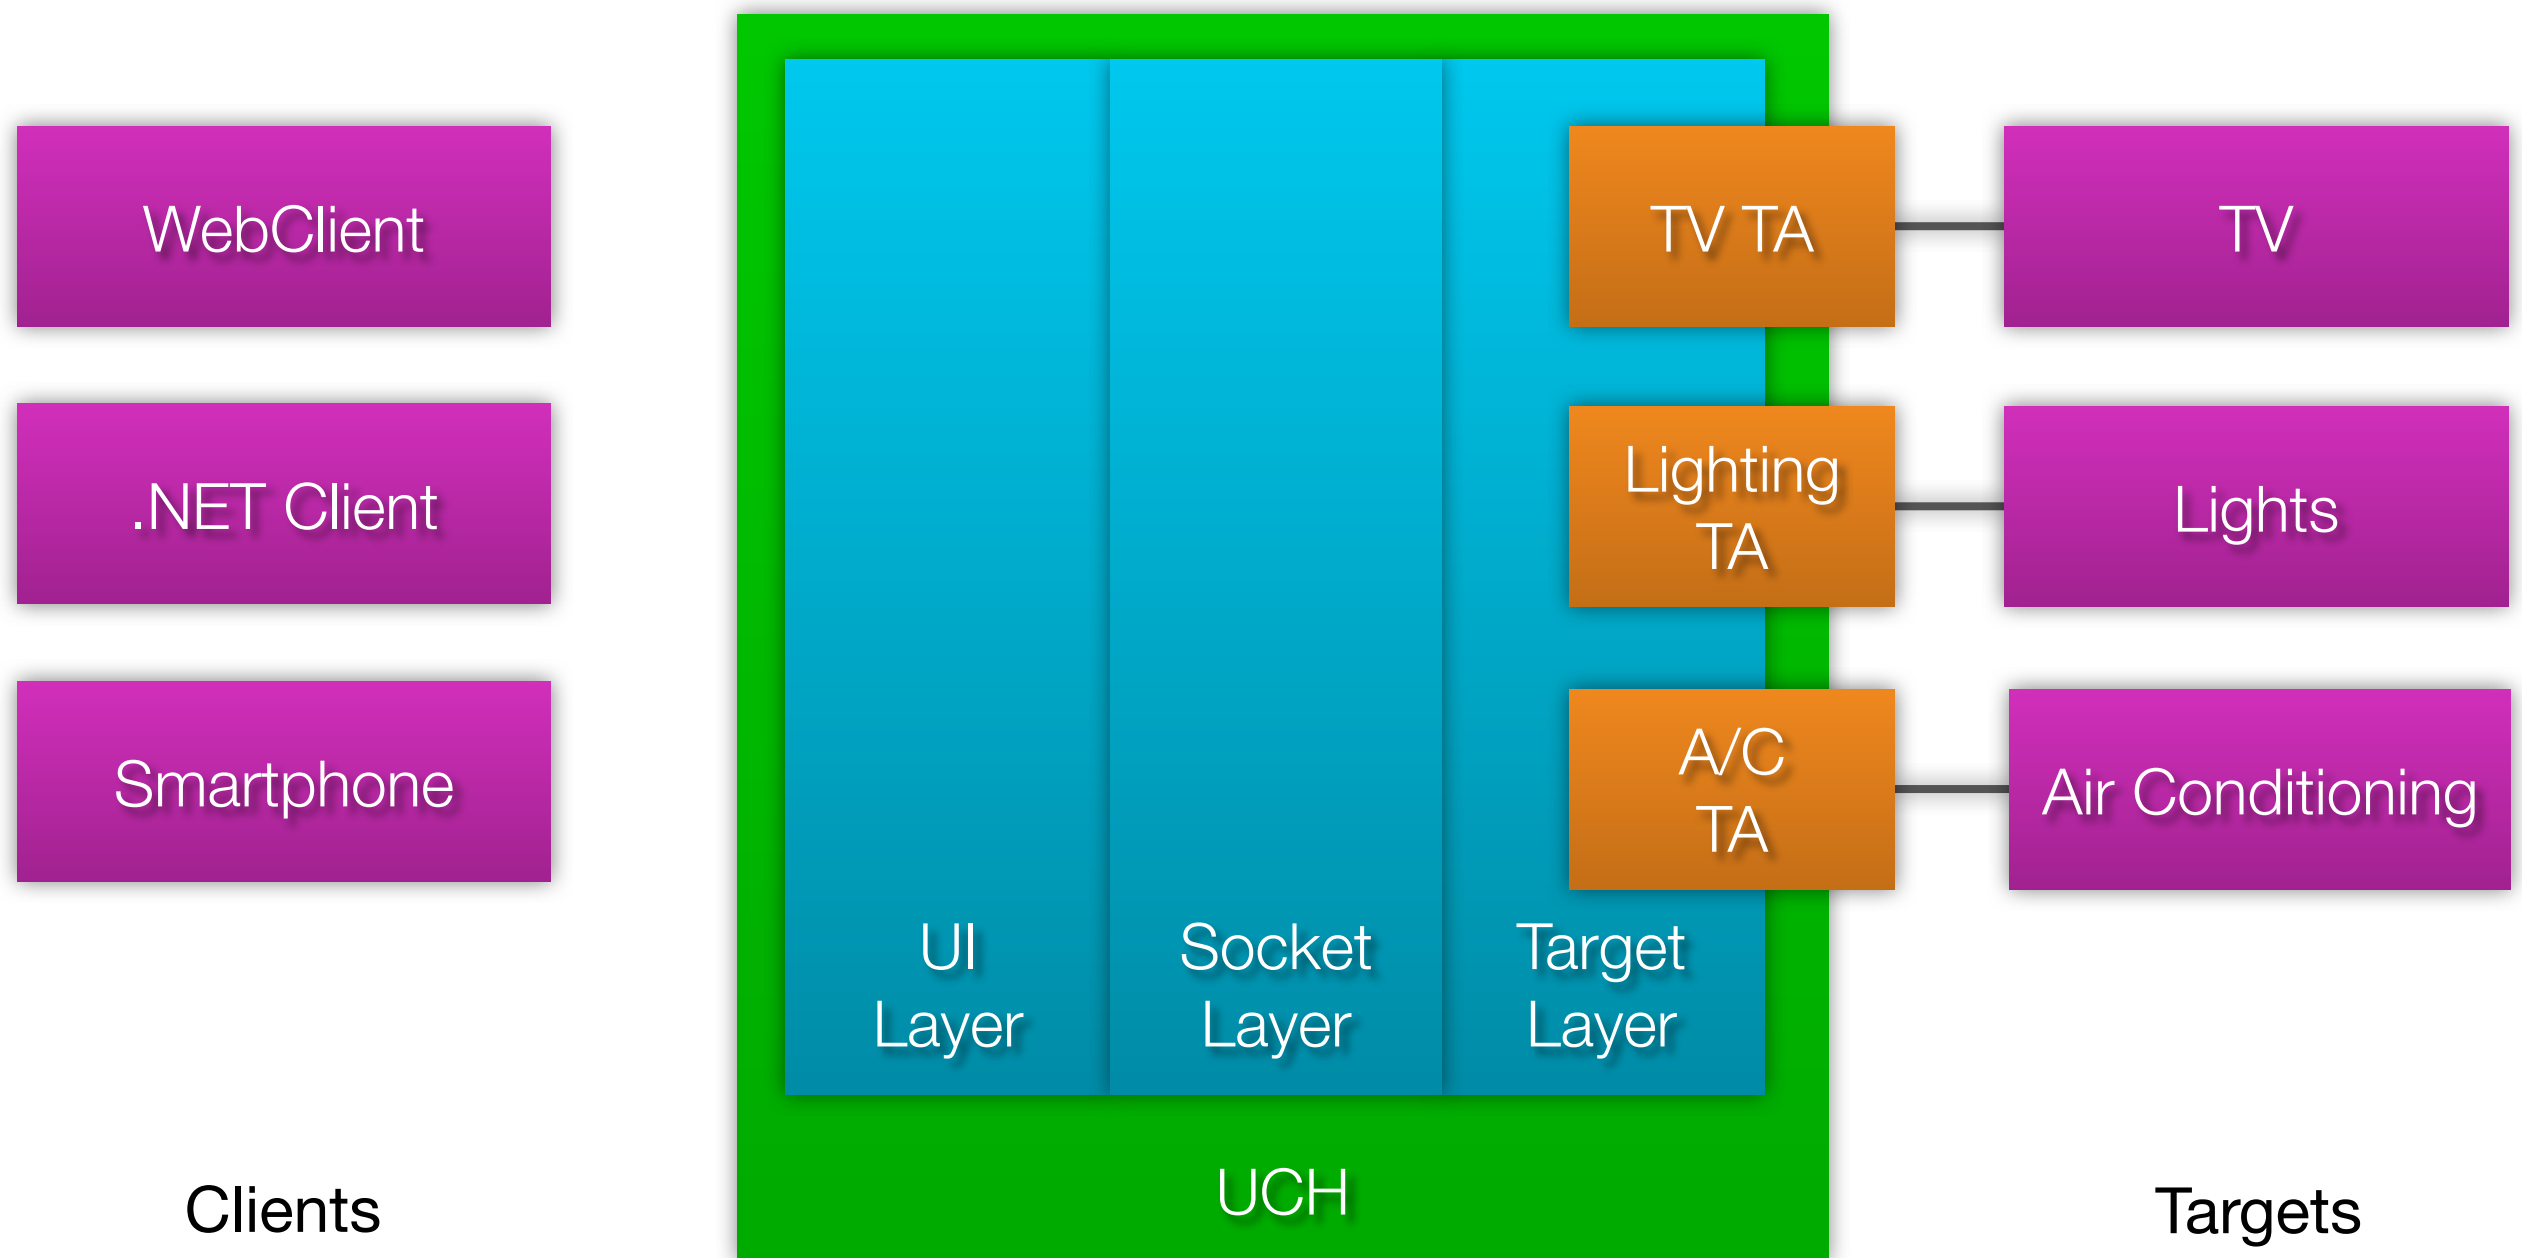 WebClient
.NET Client
Smartphone
Clients
UI
Layer
Socket
Layer
Target
Layer
UCH
TV TA
Lighting
TA
A/C
TA
TV
Lights
Air Conditioning
Targets